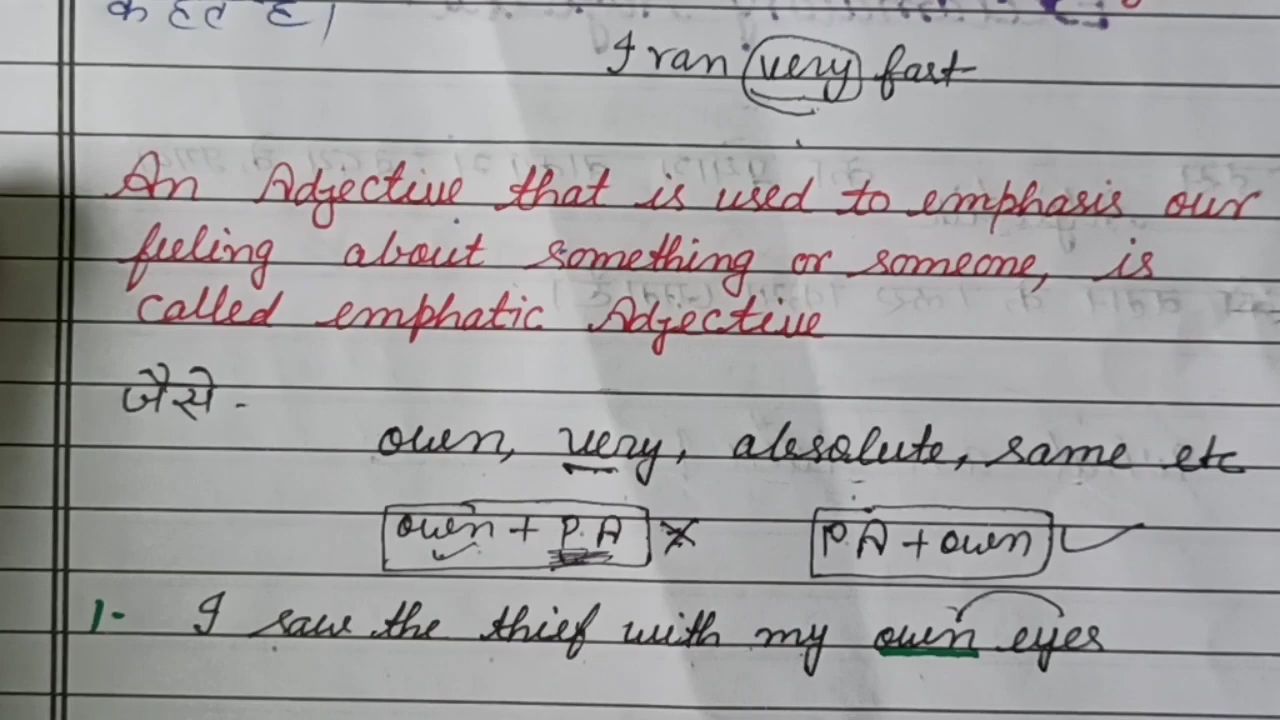 कहते हैं।
I ran very fast
An Adjective that is used to emphasis our
feeling about something or someone, is
called emphatic Adjective
जैसे -
own, very, absolute, same etc
own + P.A × P.A + own ✓
1- I saw the thief with my own eyes